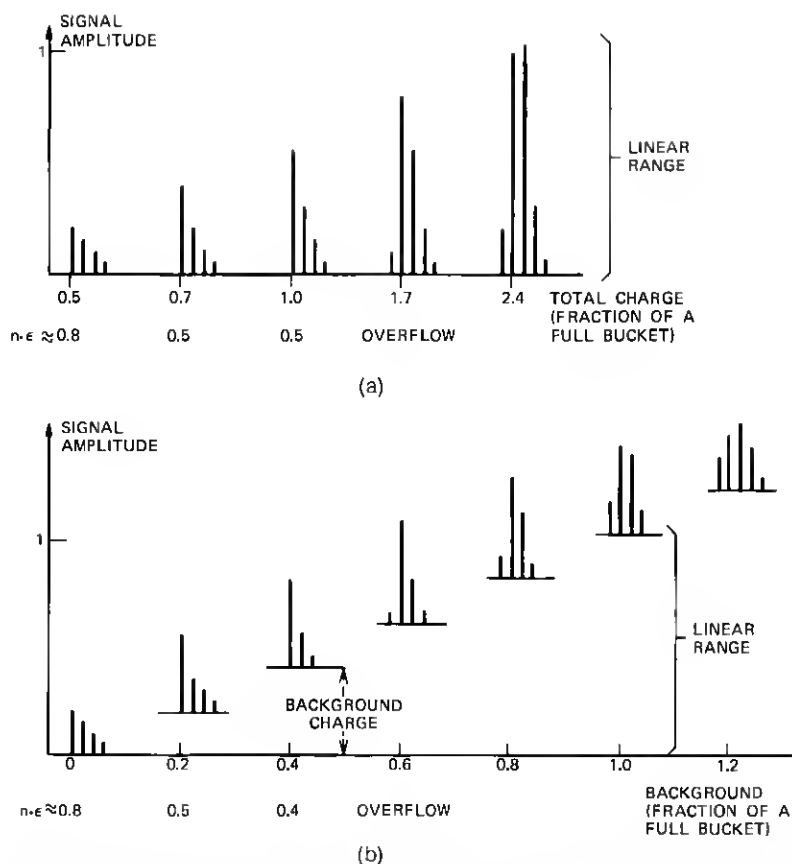 SIGNAL
AMPLITUDE
1
LINEAR
RANGE
0.5 0.7 1.0 1.7 2.4 TOTAL CHARGE
(FRACTION OF A
n·ϵ ≈ 0.8 0.5 0.5 OVERFLOW FULL BUCKET)
(a)
SIGNAL
AMPLITUDE
1
LINEAR
RANGE
BACKGROUND
CHARGE
0 0.2 0.4 0.6 0.8 1.0 1.2
BACKGROUND
n·ϵ ≈ 0.8 0.5 0.4 OVERFLOW (FRACTION OF A
FULL BUCKET)
(b)